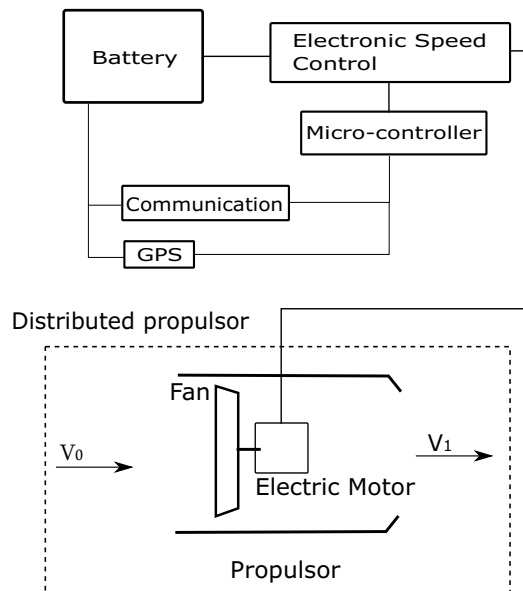 Battery
Electronic Speed
Control
Micro-controller
Communication
GPS
Distributed propulsor
Fan
V₀
V₁
Electric Motor
Propulsor